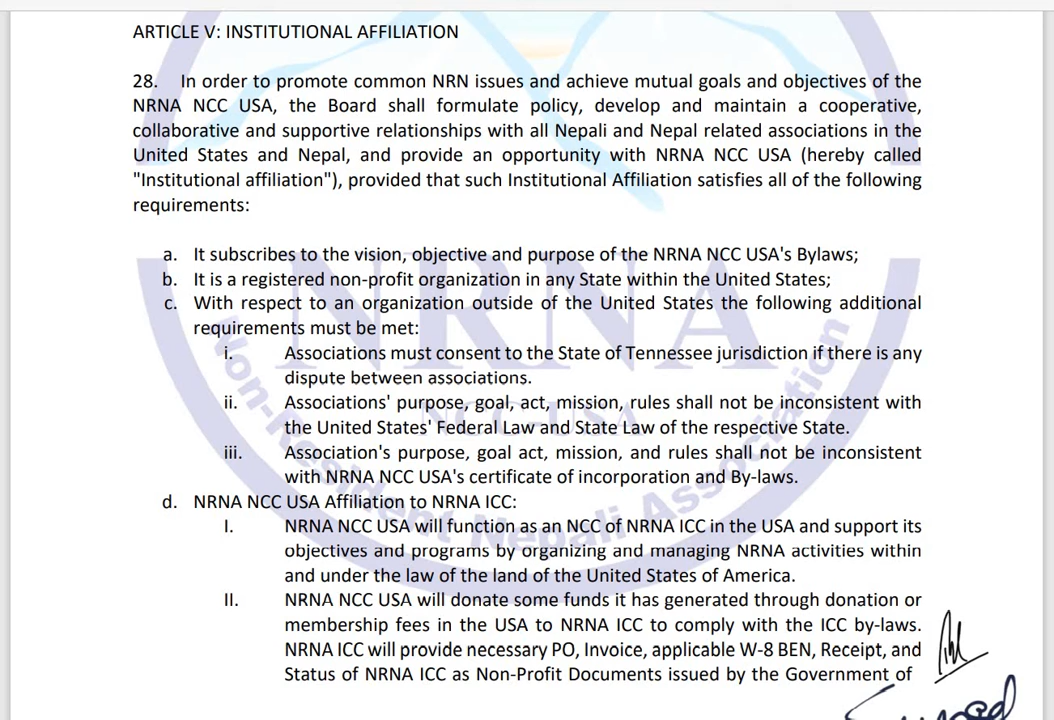 ARTICLE V: INSTITUTIONAL AFFILIATION
28. In order to promote common NRN issues and achieve mutual goals and objectives of the
NRNA NCC USA, the Board shall formulate policy, develop and maintain a cooperative,
collaborative and supportive relationships with all Nepali and Nepal related associations in the
United States and Nepal, and provide an opportunity with NRNA NCC USA (hereby called
"Institutional affiliation"), provided that such Institutional Affiliation satisfies all of the following
requirements:
a. It subscribes to the vision, objective and purpose of the NRNA NCC USA's Bylaws;
b. It is a registered non-profit organization in any State within the United States;
c. With respect to an organization outside of the United States the following additional
requirements must be met:
i. Associations must consent to the State of Tennessee jurisdiction if there is any
dispute between associations.
ii. Associations' purpose, goal, act, mission, rules shall not be inconsistent with
the United States' Federal Law and State Law of the respective State.
iii. Association's purpose, goal act, mission, and rules shall not be inconsistent
with NRNA NCC USA's certificate of incorporation and By-laws.
d. NRNA NCC USA Affiliation to NRNA ICC:
I. NRNA NCC USA will function as an NCC of NRNA ICC in the USA and support its
objectives and programs by organizing and managing NRNA activities within
and under the law of the land of the United States of America.
II. NRNA NCC USA will donate some funds it has generated through donation or
membership fees in the USA to NRNA ICC to comply with the ICC by-laws.
NRNA ICC will provide necessary PO, Invoice, applicable W-8 BEN, Receipt, and
Status of NRNA ICC as Non-Profit Documents issued by the Government of
NRNA
NCC-USA
Non-Resident Nepali Association